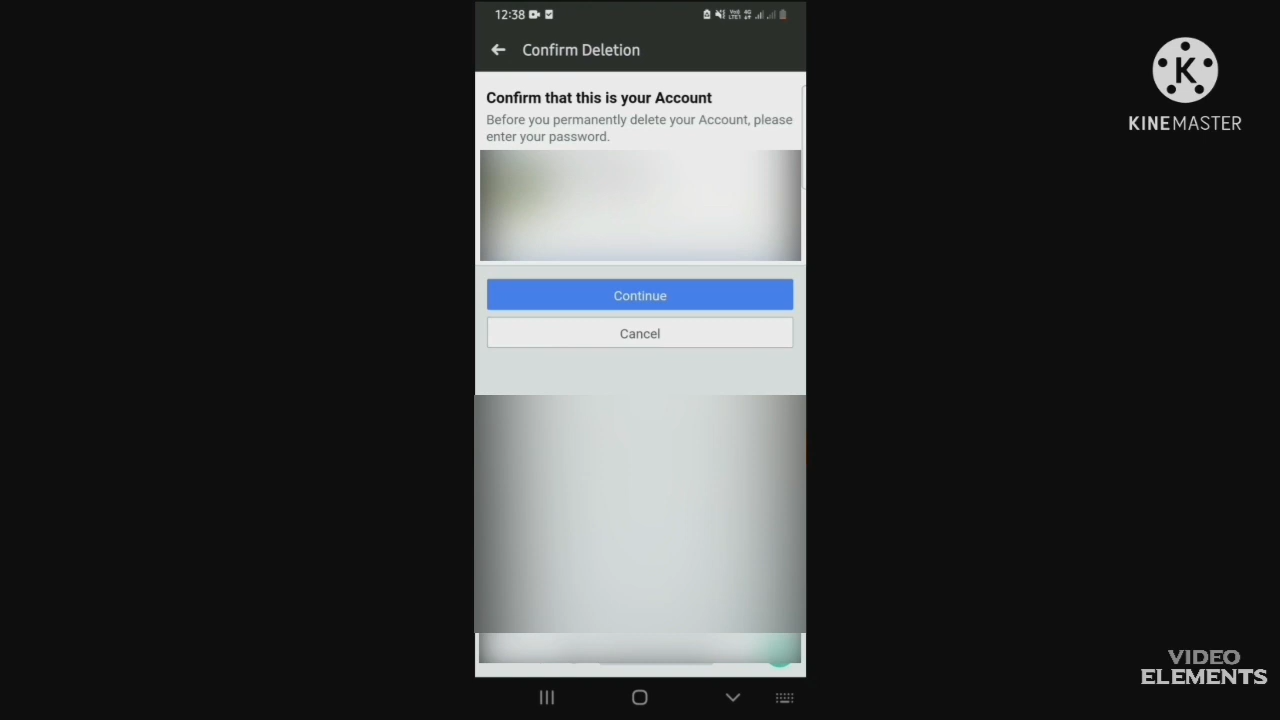 12:38
Confirm Deletion
Confirm that this is your Account
Before you permanently delete your Account, please
enter your password.
Continue
Cancel
K
KINEMASTER
VIDEO
ELEMENTS